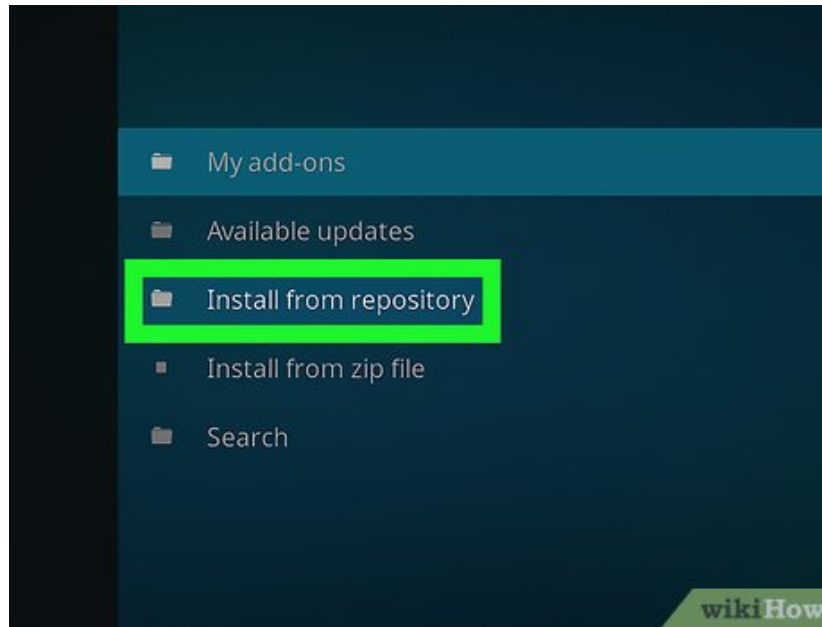 My add-ons
Available updates
Install from repository
Install from zip file
Search
wikiHow